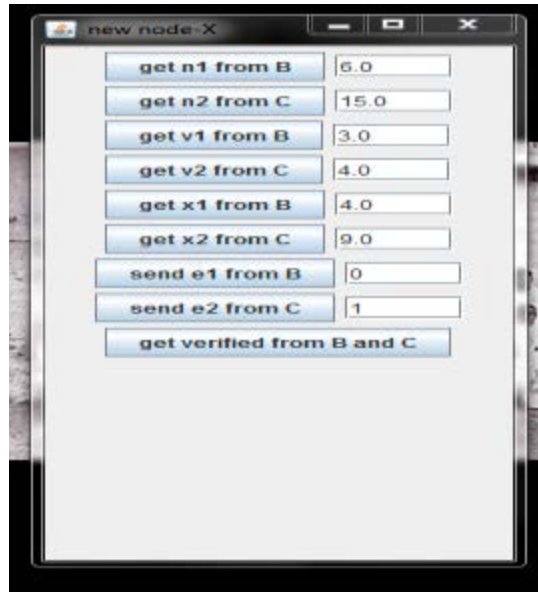 new node-X
get n1 from B 6.0
get n2 from C 15.0
get v1 from B 3.0
get v2 from C 4.0
get x1 from B 4.0
get x2 from C 9.0
send e1 from B 0
send e2 from C 1
get verified from B and C